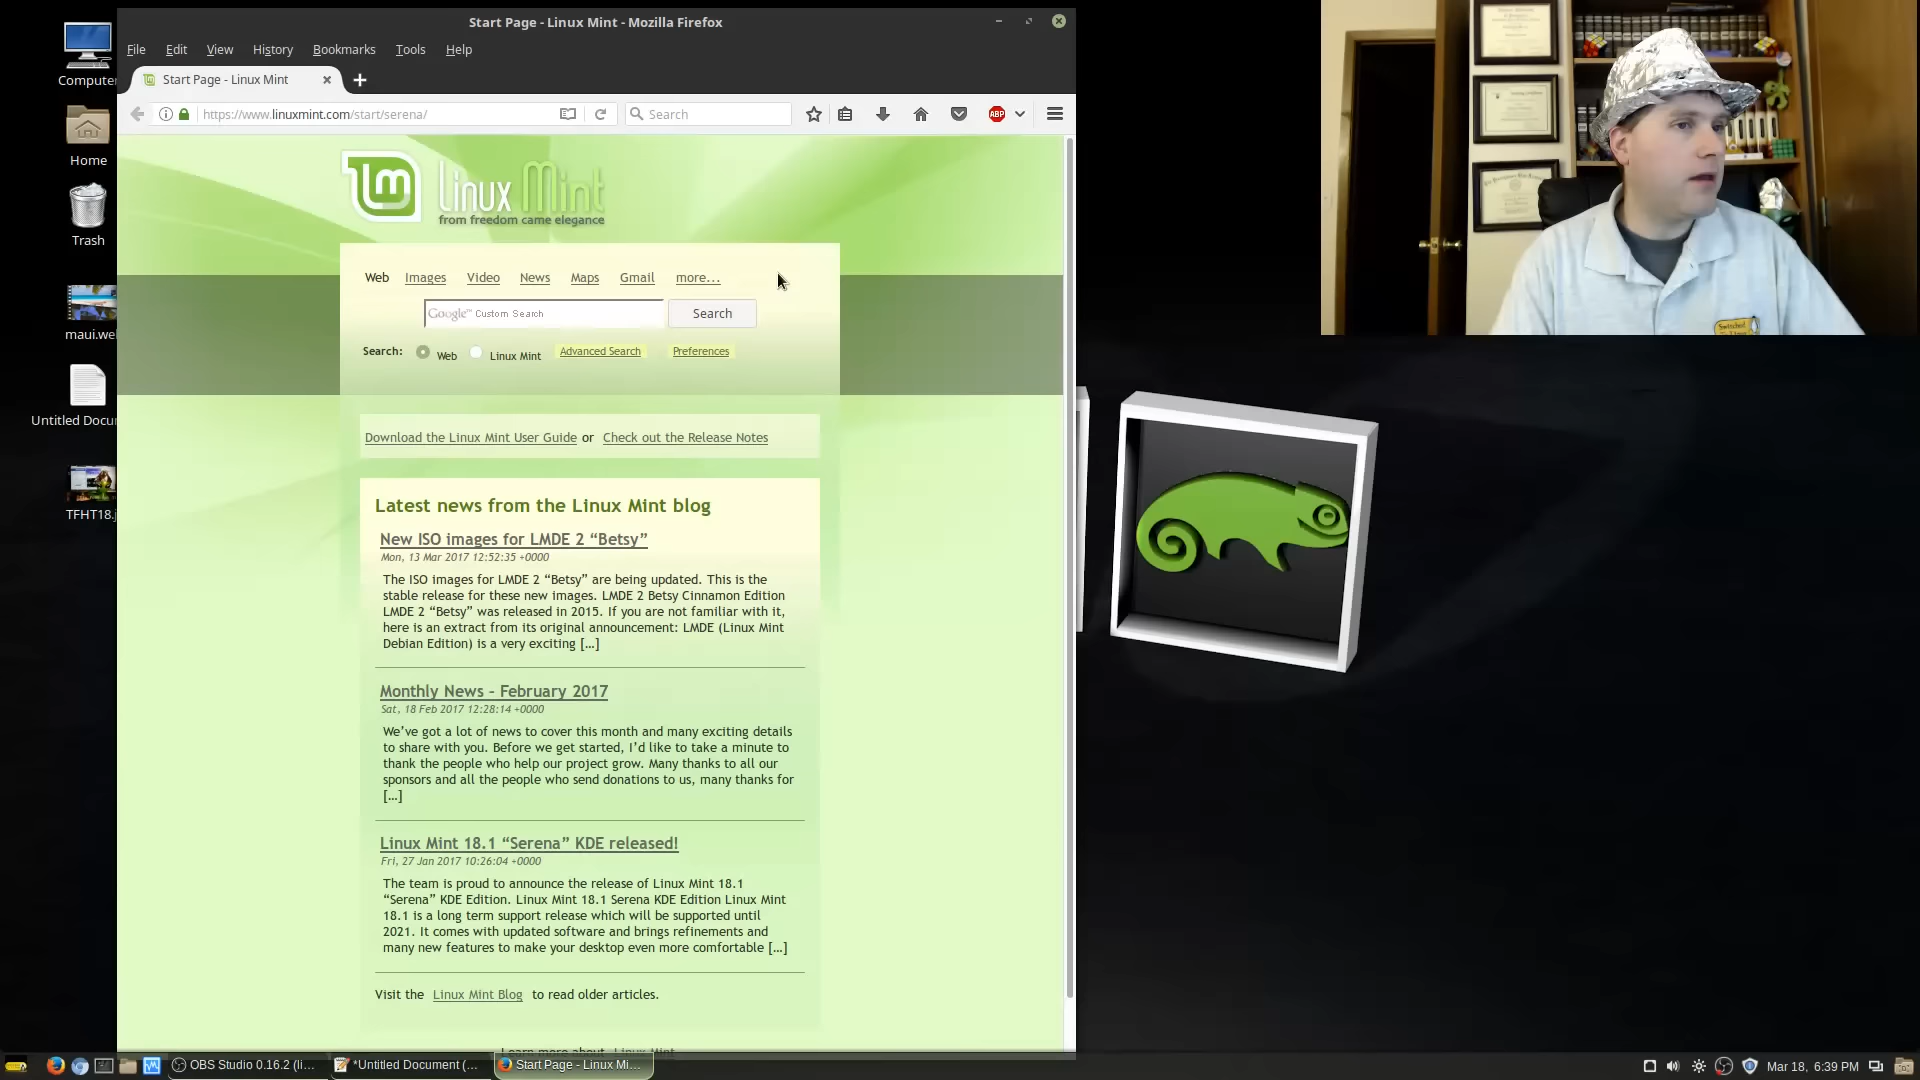 Start Page - Linux Mint - Mozilla Firefox
File Edit View History Bookmarks Tools Help
Start Page - Linux Mint
https://www.linuxmint.com/start/serena/
Search
ABP
Computer
Home
Trash
maui.we
Untitled Docu
TFHT18.j
lm
Linux Mint
from freedom came elegance
Web Images Video News Maps Gmail more...
Google™ Custom Search Search
Search: Web Linux Mint Advanced Search Preferences
Download the Linux Mint User Guide or Check out the Release Notes
Latest news from the Linux Mint blog
New ISO images for LMDE 2 “Betsy”
Mon, 13 Mar 2017 12:52:35 +0000
The ISO images for LMDE 2 “Betsy” are being updated. This is the
stable release for these new images. LMDE 2 Betsy Cinnamon Edition
LMDE 2 “Betsy” was released in 2015. If you are not familiar with it,
here is an extract from its original announcement: LMDE (Linux Mint
Debian Edition) is a very exciting […]
Monthly News – February 2017
Sat, 18 Feb 2017 12:28:14 +0000
We’ve got a lot of news to cover this month and many exciting details
to share with you. Before we get started, I’d like to take a minute to
thank the people who help our project grow. Many thanks to all our
sponsors and all the people who send donations to us, many thanks for
[…]
Linux Mint 18.1 “Serena” KDE released!
Fri, 27 Jan 2017 10:26:04 +0000
The team is proud to announce the release of Linux Mint 18.1
“Serena” KDE Edition. Linux Mint 18.1 Serena KDE Edition Linux Mint
18.1 is a long term support release which will be supported until
2021. It comes with updated software and brings refinements and
many new features to make your desktop even more comfortable […]
Visit the Linux Mint Blog to read older articles.
Learn more about Linux Mint
OBS Studio 0.16.2 (li... *Untitled Document (... Start Page - Linux Mi...
Mar 18, 6:39 PM